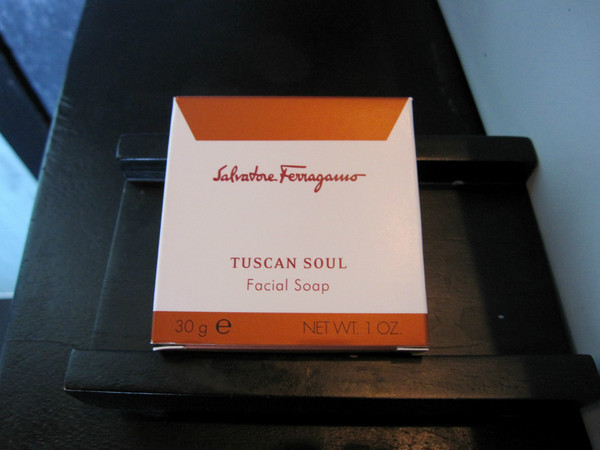 Salvatore Ferragamo
TUSCAN SOUL
Facial Soap
30 g ℮ NET WT. 1 OZ.